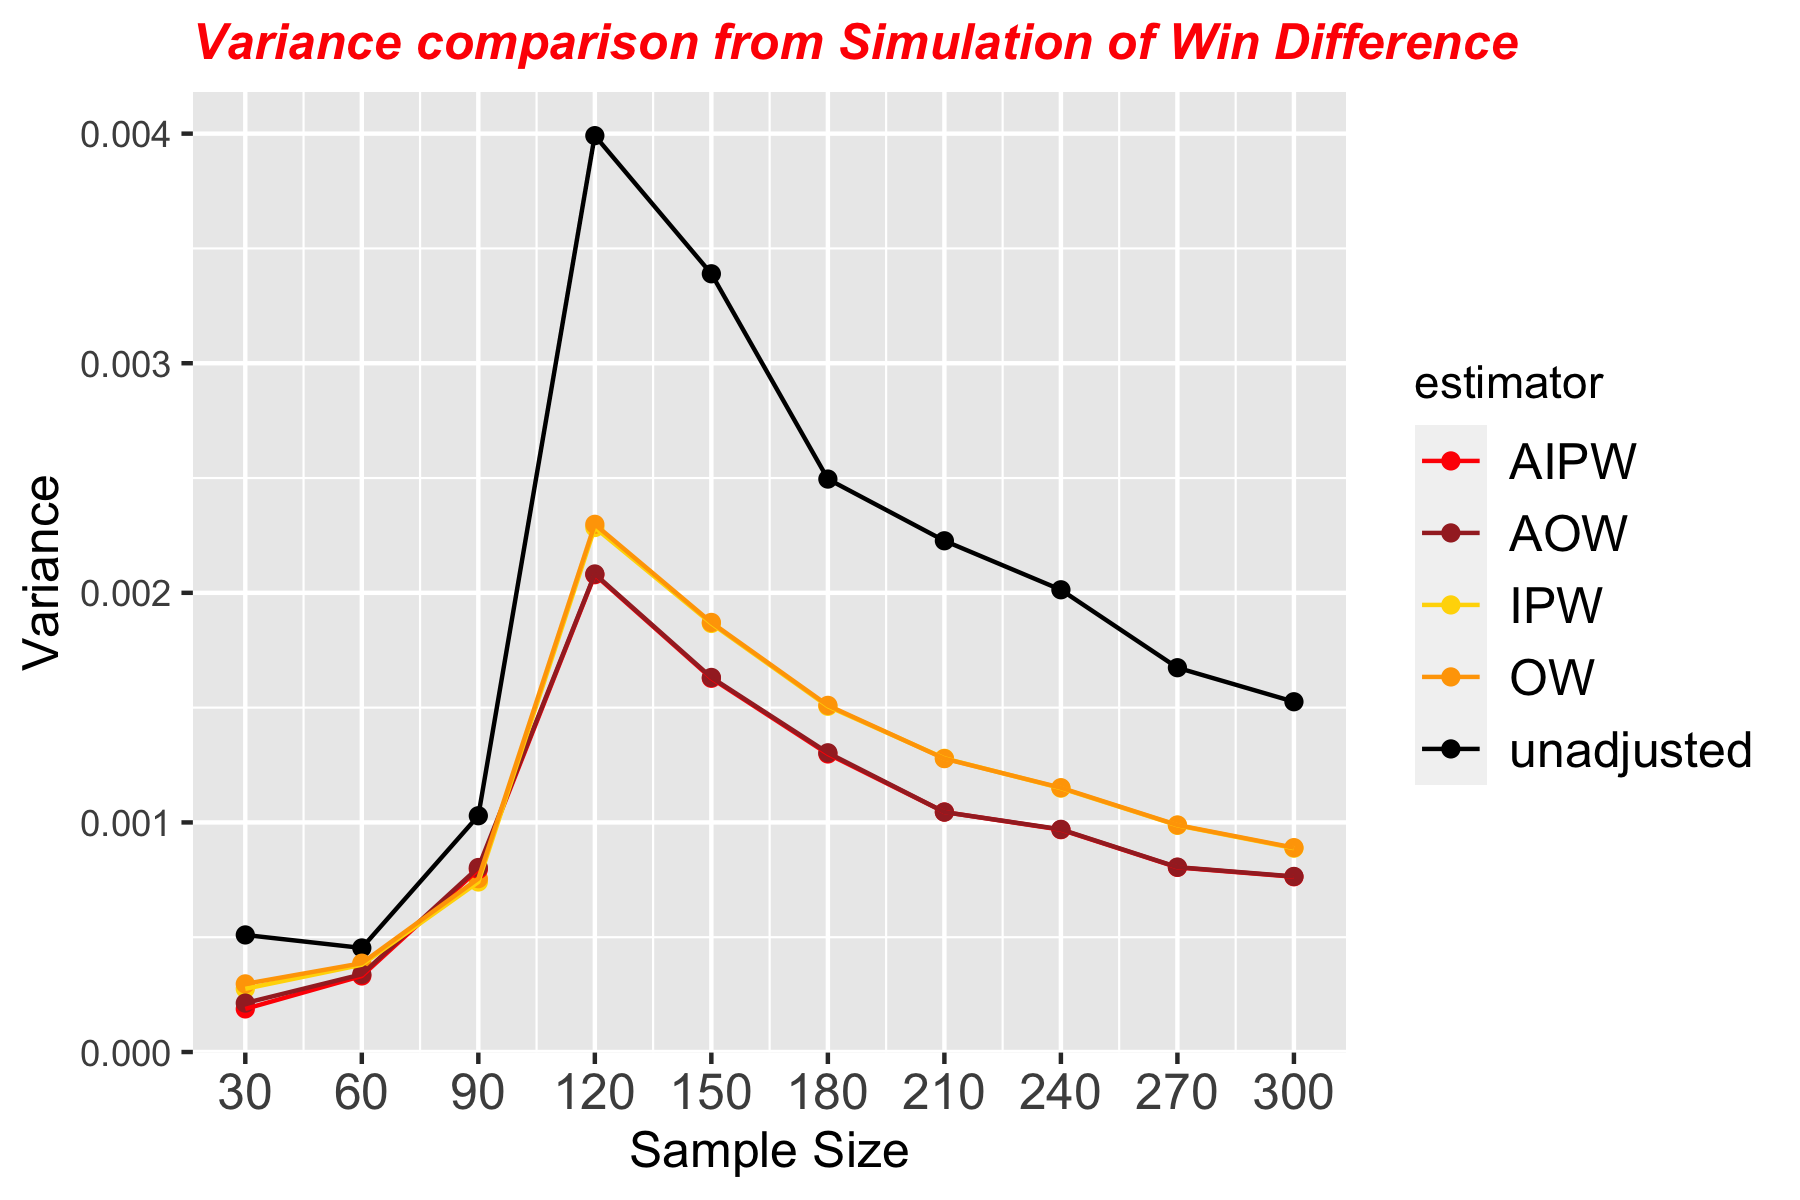 Variance comparison from Simulation of Win Difference
0.004
0.003
0.002
0.001
0.000
Variance
30 60 90 120 150 180 210 240 270 300
Sample Size
estimator
AIPW
AOW
IPW
OW
unadjusted